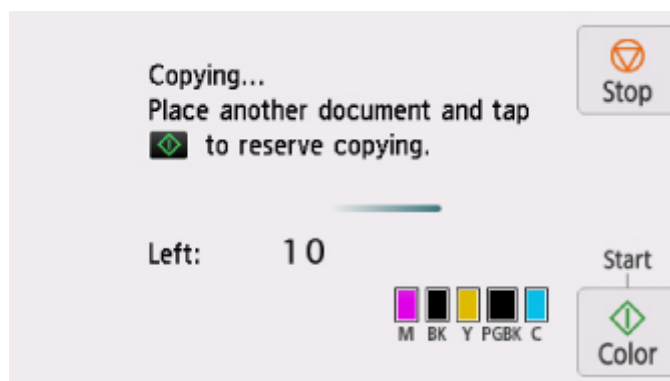 Copying...
Place another document and tap
to reserve copying.
Stop
Left: 10
Start
Color
M BK Y PGBK C